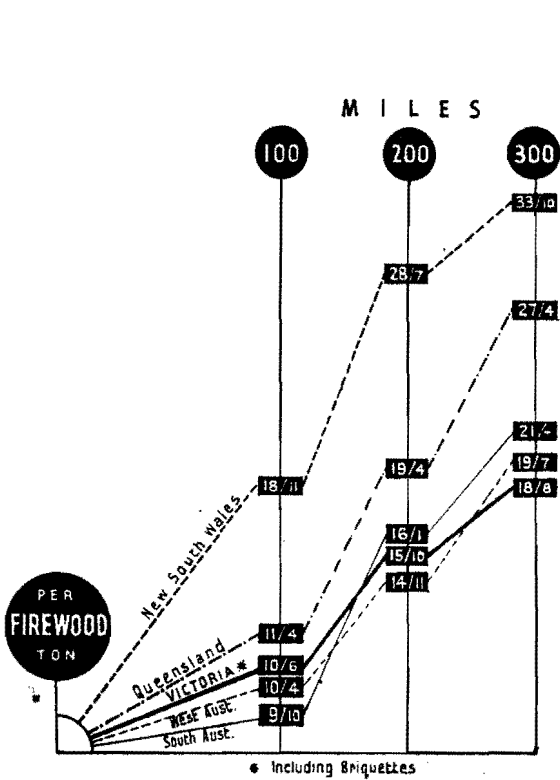 MILES
100
200
300
33/10
28/7
27/4
21/-
19/4
19/7
18/8
18/11
16/1
15/10
14/11
New South Wales
PER
FIREWOOD
TON
*
11/4
Queensland
10/6
VICTORIA *
10/4
West Aust.
9/10
South Aust.
* Including Briquettes